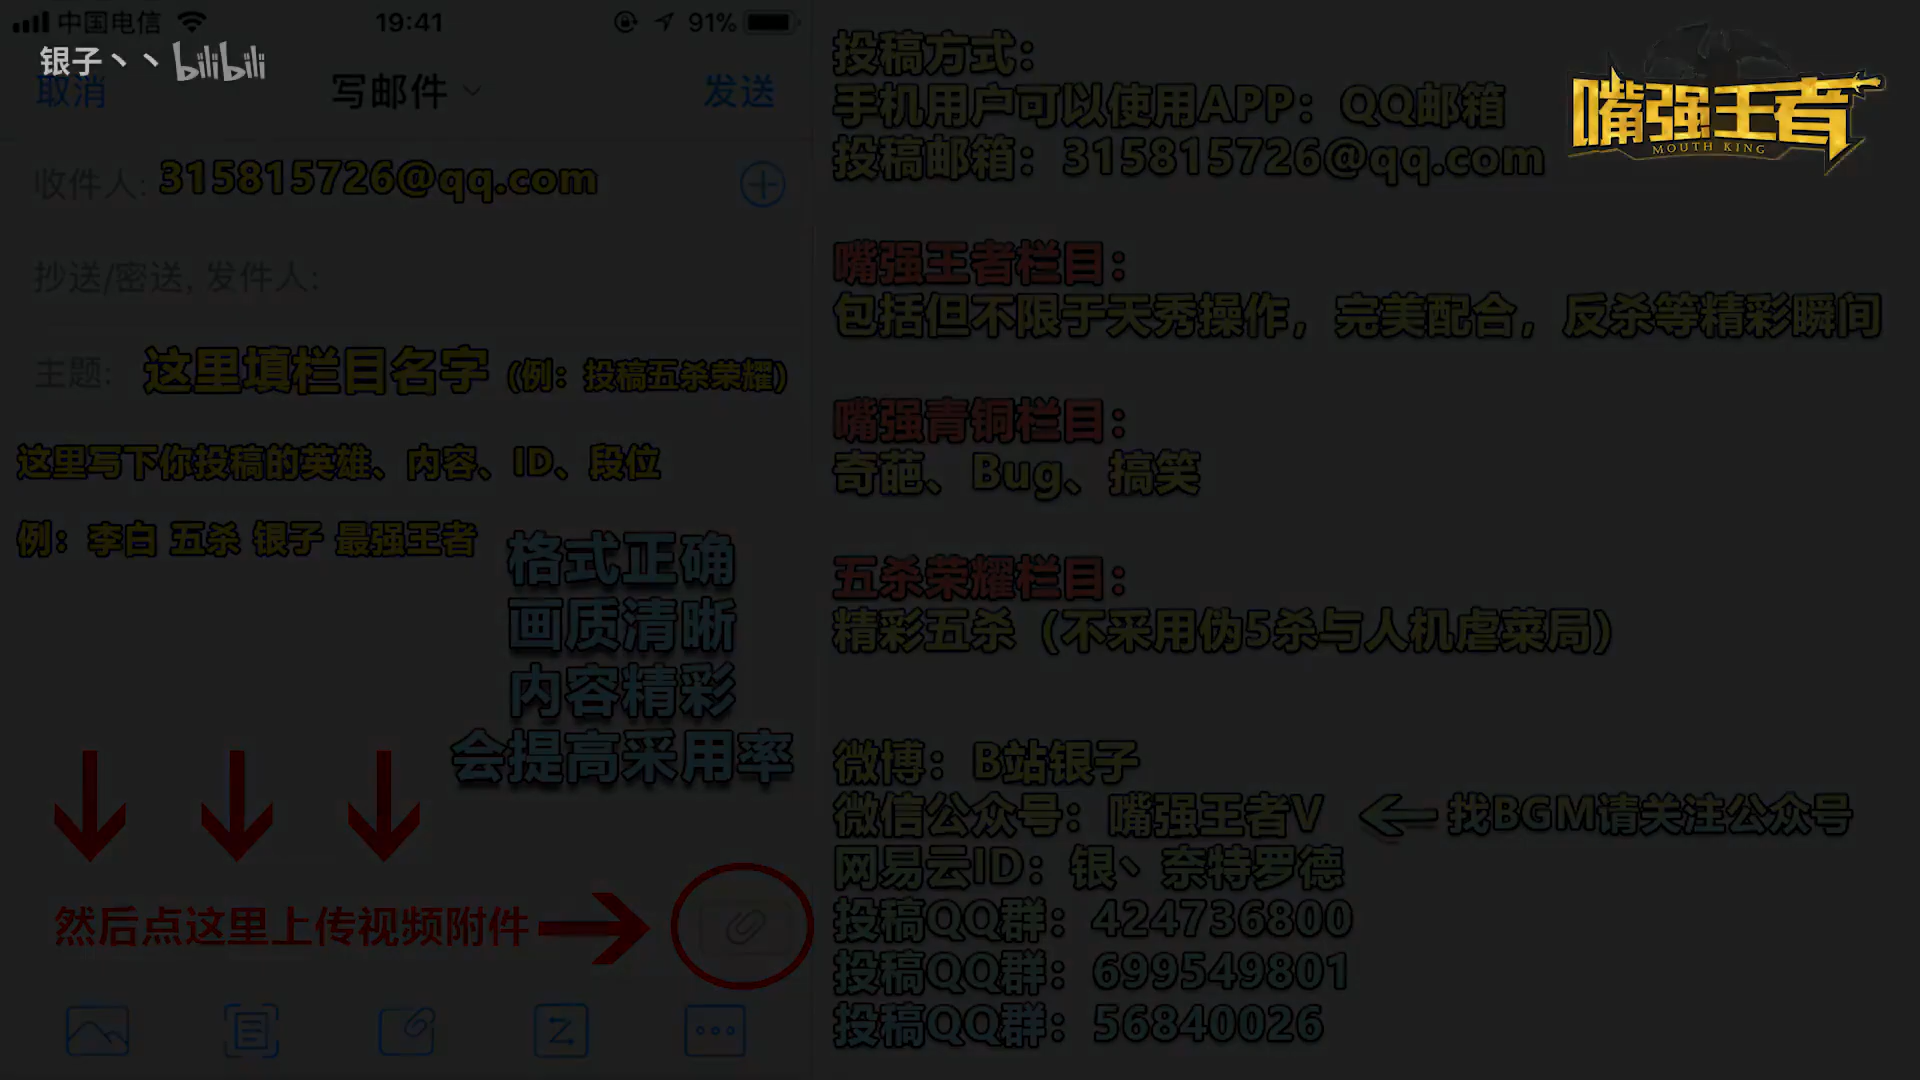 中国电信
19:41
91%
银子丶丶
bilibili
取消
写邮件
发送
收件人:
315815726@qq.com
抄送/密送, 发件人:
主题:
这里填栏目名字（例：投稿五杀荣耀）
这里写下你投稿的英雄、内容、ID、段位
例：李白 五杀 银子 最强王者
格式正确
画质清晰
内容精彩
会提高采用率
然后点这里上传视频附件
投稿方式：
手机用户可以使用APP：QQ邮箱
投稿邮箱：315815726@qq.com
嘴强王者栏目：
包括但不限于天秀操作，完美配合，反杀等精彩瞬间
嘴强青铜栏目：
奇葩、Bug、搞笑
五杀荣耀栏目：
精彩五杀（不采用伪5杀与人机虐菜局）
微博：B站银子
微信公众号：嘴强王者V
找BGM请关注公众号
网易云ID：银丶奈特罗德
投稿QQ群：424736800
投稿QQ群：699549801
投稿QQ群：56840026
嘴强王者
MOUTH KING